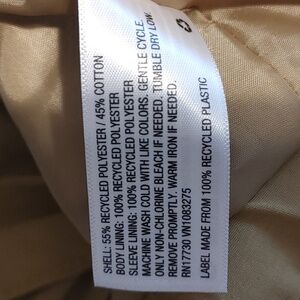 SHELL: 55% RECYCLED POLYESTER / 45% COTTON
BODY LINING: 100% RECYCLED POLYESTER
SLEEVE LINING: 100% RECYCLED POLYESTER
MACHINE WASH COLD WITH LIKE COLORS. GENTLE CYCLE.
ONLY NON-CHLORINE BLEACH IF NEEDED. TUMBLE DRY LOW.
REMOVE PROMPTLY. WARM IRON IF NEEDED.
RN17730 VN1083275
LABEL MADE FROM 100% RECYCLED PLASTIC